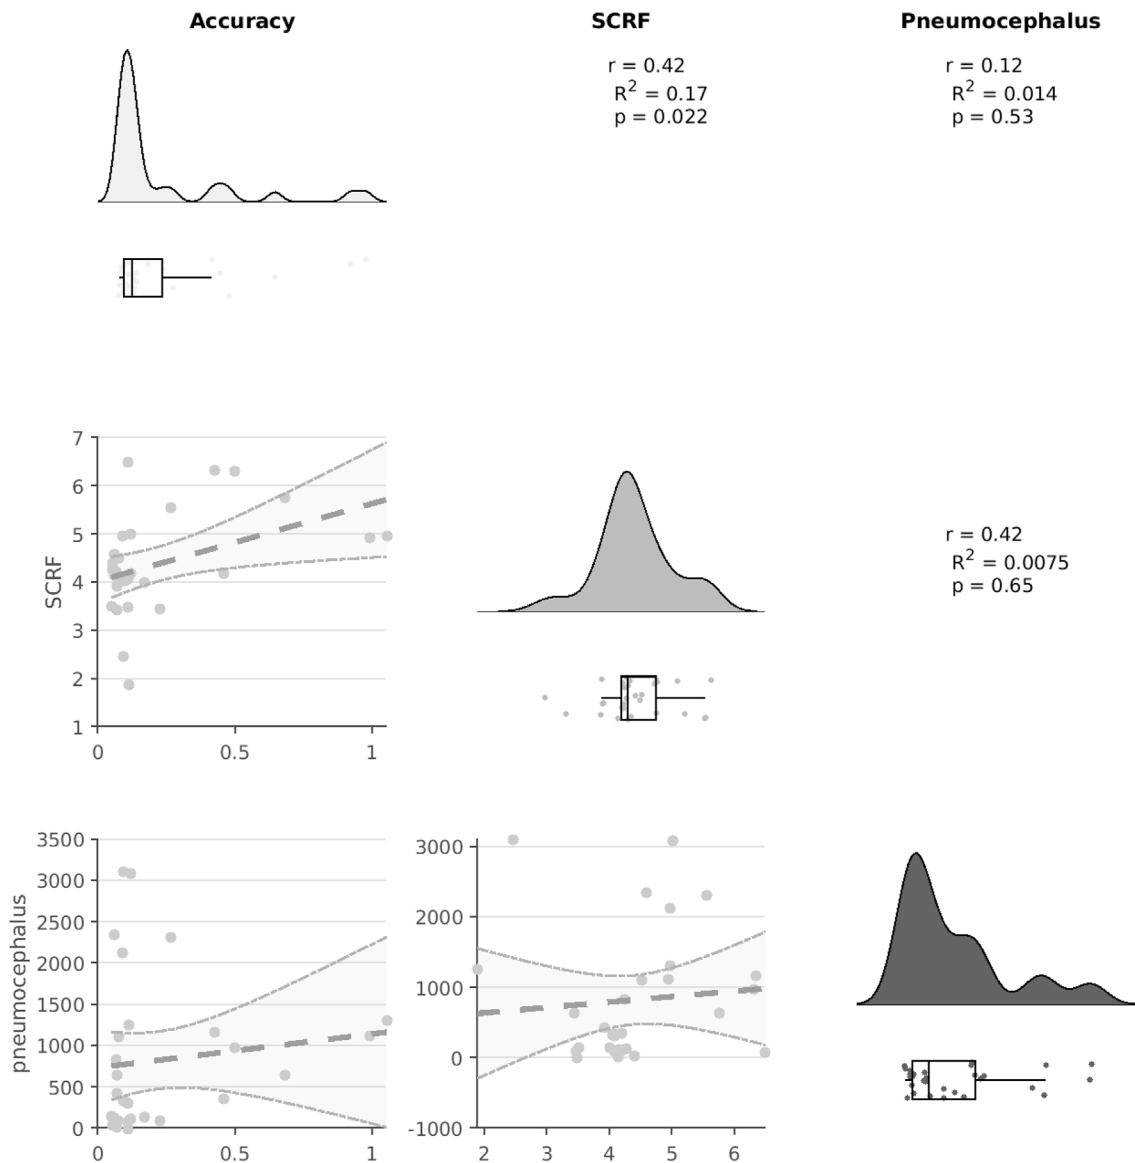 Accuracy
SCRF
Pneumocephalus
r = 0.42
R² = 0.17
p = 0.022
r = 0.12
R² = 0.014
p = 0.53
SCRF
7
6
5
4
3
2
1
0
0.5
1
r = 0.42
R² = 0.0075
p = 0.65
pneumocephalus
3500
3000
2500
2000
1500
1000
500
0
0
0.5
1
3000
2000
1000
0
-1000
2
3
4
5
6